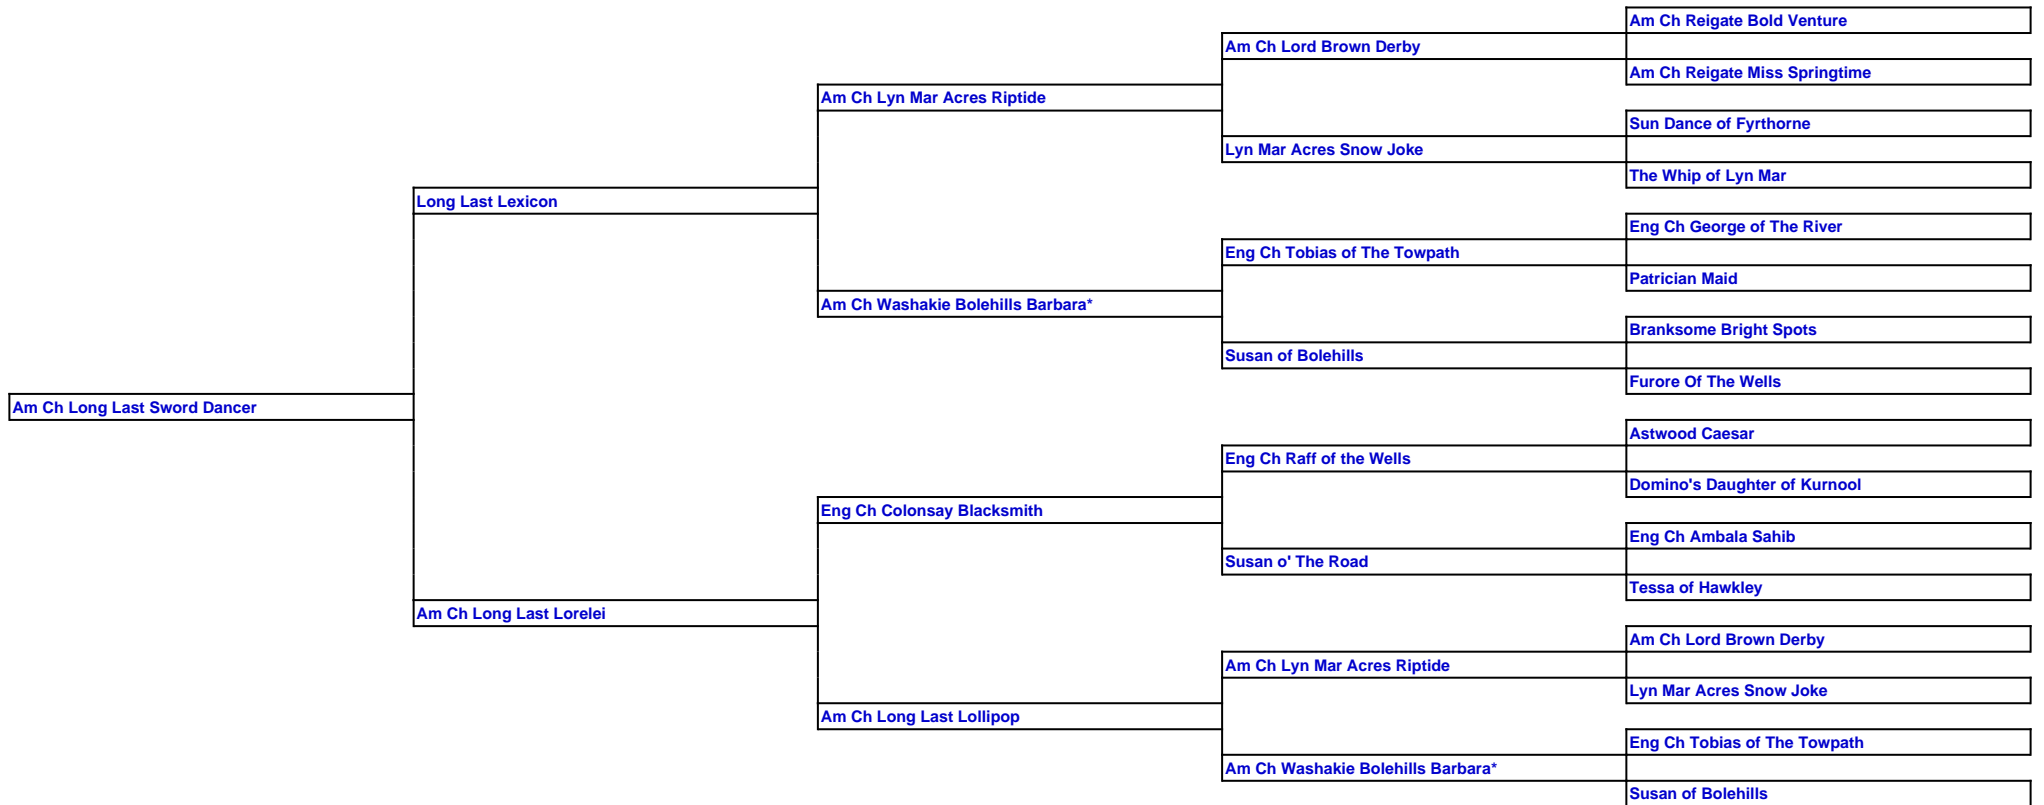 Am Ch Reigate Bold Venture
Am Ch Lord Brown Derby
Am Ch Reigate Miss Springtime
Am Ch Lyn Mar Acres Riptide
Sun Dance of Fyrthorne
Lyn Mar Acres Snow Joke
The Whip of Lyn Mar
Long Last Lexicon
Eng Ch George of The River
Eng Ch Tobias of The Towpath
Patrician Maid
Am Ch Washakie Bolehills Barbara*
Branksome Bright Spots
Susan of Bolehills
Furore Of The Wells
Am Ch Long Last Sword Dancer
Astwood Caesar
Eng Ch Raff of the Wells
Domino's Daughter of Kurnool
Eng Ch Colonsay Blacksmith
Eng Ch Ambala Sahib
Susan o' The Road
Tessa of Hawkley
Am Ch Long Last Lorelei
Am Ch Lord Brown Derby
Am Ch Lyn Mar Acres Riptide
Lyn Mar Acres Snow Joke
Am Ch Long Last Lollipop
Eng Ch Tobias of The Towpath
Am Ch Washakie Bolehills Barbara*
Susan of Bolehills